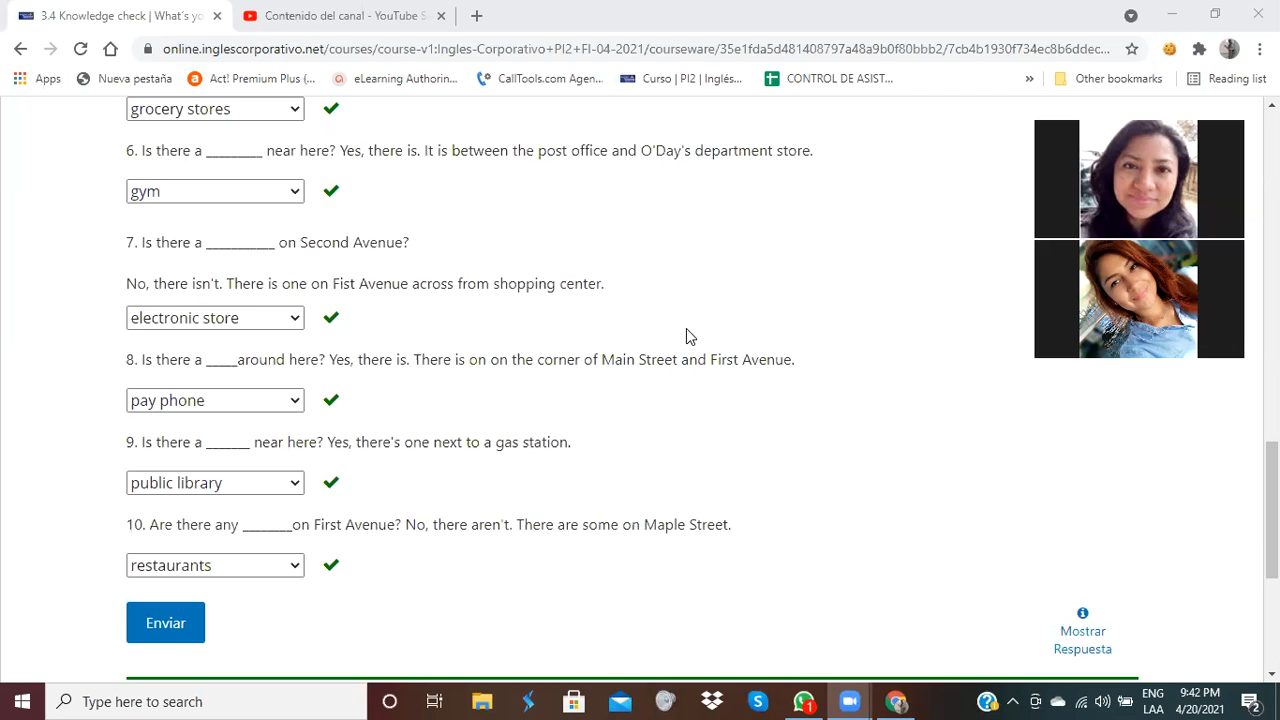 3.4 Knowledge check | What's yo
Contenido del canal - YouTube S
online.inglescorporativo.net/courses/course-v1:Ingles-Corporativo+PI2+FI-04-2021/courseware/35e1fda5d481408797a48a9b0f80bbb2/7cb4b1930f734ec8b6ddec...
Apps
Nueva pestaña
Act! Premium Plus (...
eLearning Authorin...
CallTools.com Agen...
Curso | PI2 | Inglés...
CONTROL DE ASIST...
»
Other bookmarks
Reading list
grocery stores
6. Is there a _________ near here? Yes, there is. It is between the post office and O'Day's department store.
gym
7. Is there a ___________ on Second Avenue?
No, there isn't. There is one on Fist Avenue across from shopping center.
electronic store
8. Is there a _____around here? Yes, there is. There is on on the corner of Main Street and First Avenue.
pay phone
9. Is there a _______ near here? Yes, there's one next to a gas station.
public library
10. Are there any ________on First Avenue? No, there aren't. There are some on Maple Street.
restaurants
Enviar
Mostrar
Respuesta
Type here to search
1
ENG
LAA
9:42 PM
4/20/2021
2